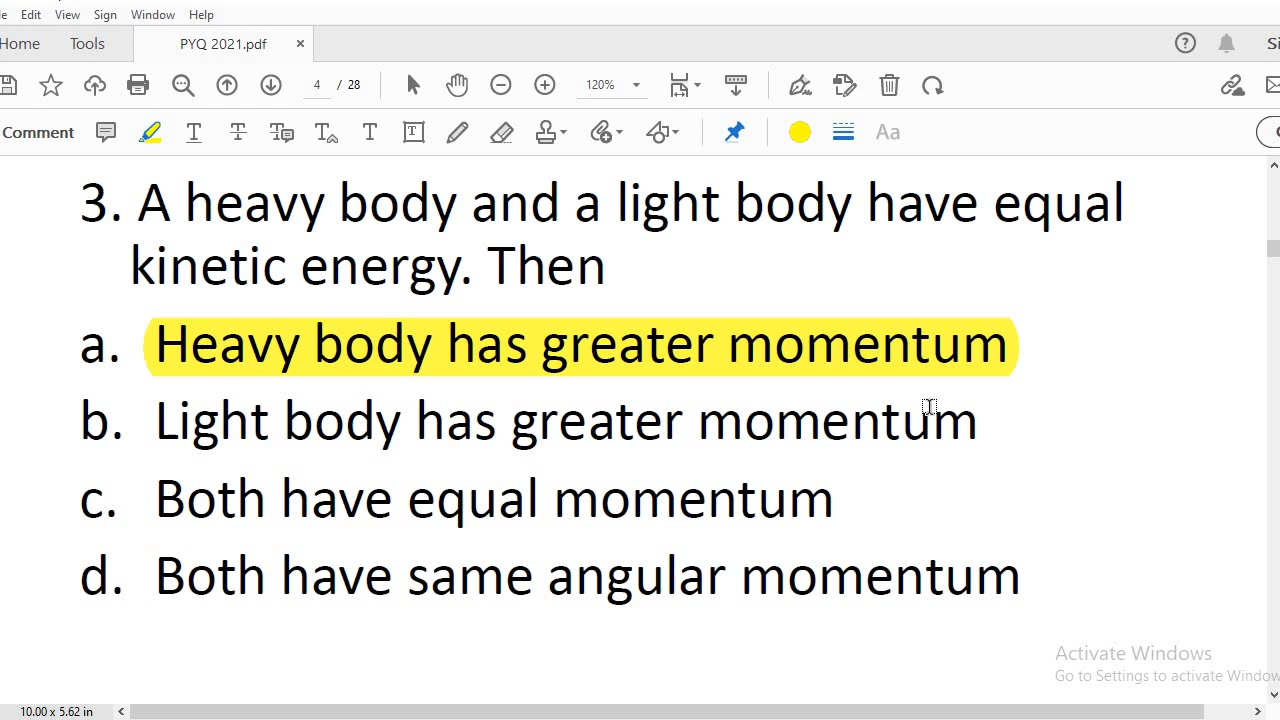 le Edit View Sign Window Help
Home Tools PYQ 2021.pdf ×
4 / 28 120%
Comment Aa
3. A heavy body and a light body have equal
kinetic energy. Then
a. Heavy body has greater momentum
b. Light body has greater momentum
c. Both have equal momentum
d. Both have same angular momentum
Activate Windows
Go to Settings to activate Window
10.00 x 5.62 in